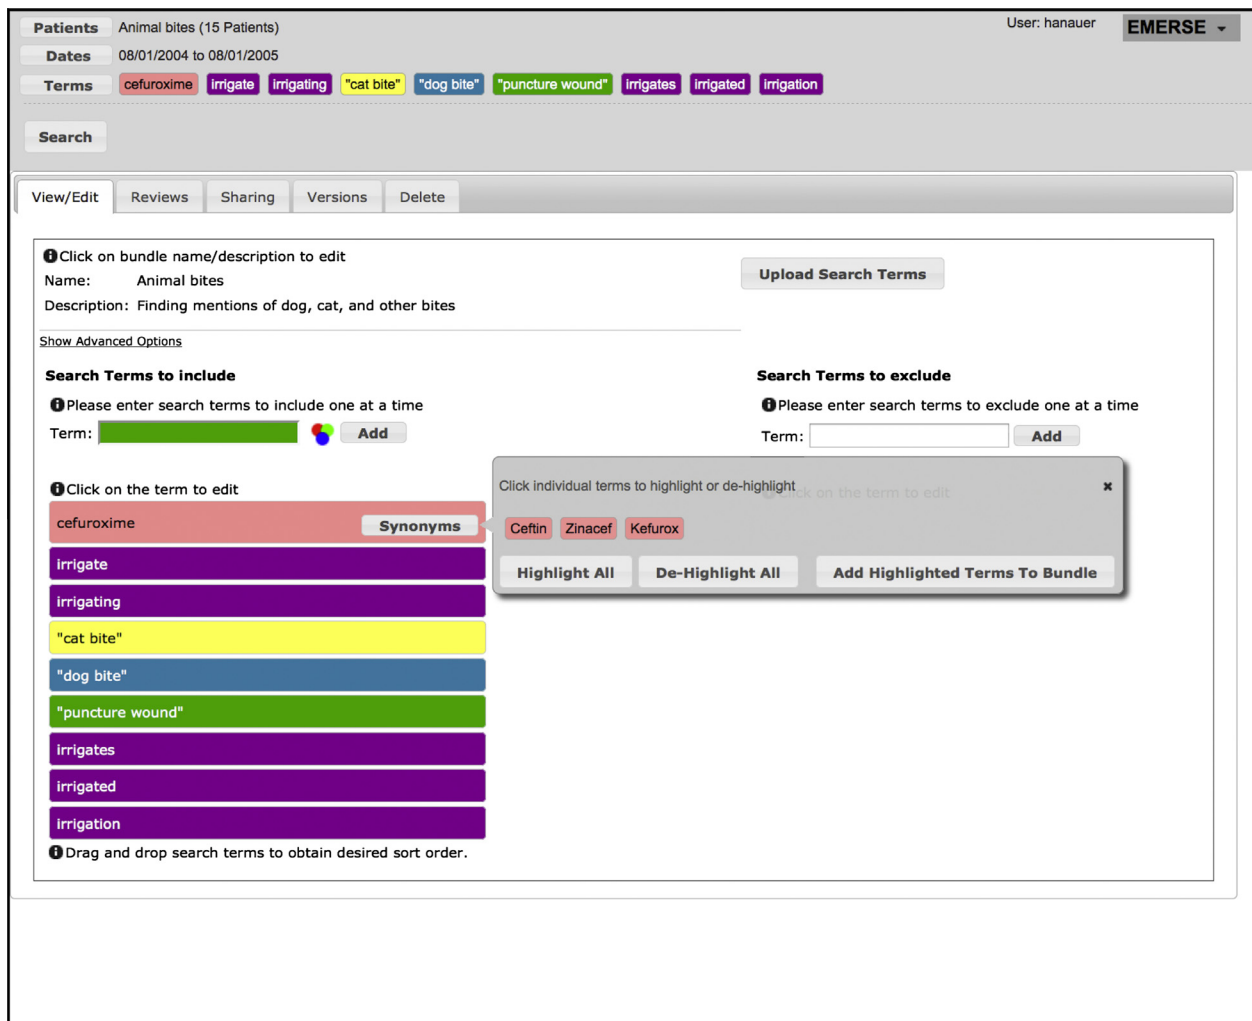 Patients Animal bites (15 Patients) User: hanauer EMERSE
Dates 08/01/2004 to 08/01/2005
Terms cefuroxime irrigate irrigating "cat bite" "dog bite" "puncture wound" irrigates irrigated irrigation
Search
View/Edit Reviews Sharing Versions Delete
Click on bundle name/description to edit
Name: Animal bites
Upload Search Terms
Description: Finding mentions of dog, cat, and other bites
Show Advanced Options
Search Terms to include
Please enter search terms to include one at a time
Term: Add
Search Terms to exclude
Please enter search terms to exclude one at a time
Term: Add
Click on the term to edit
Click on the term to edit
cefuroxime Synonyms
Click individual terms to highlight or de-highlight
Ceftin Zinacef Kefurox
Highlight All De-Highlight All Add Highlighted Terms To Bundle
irrigate
irrigating
"cat bite"
"dog bite"
"puncture wound"
irrigates
irrigated
irrigation
Drag and drop search terms to obtain desired sort order.